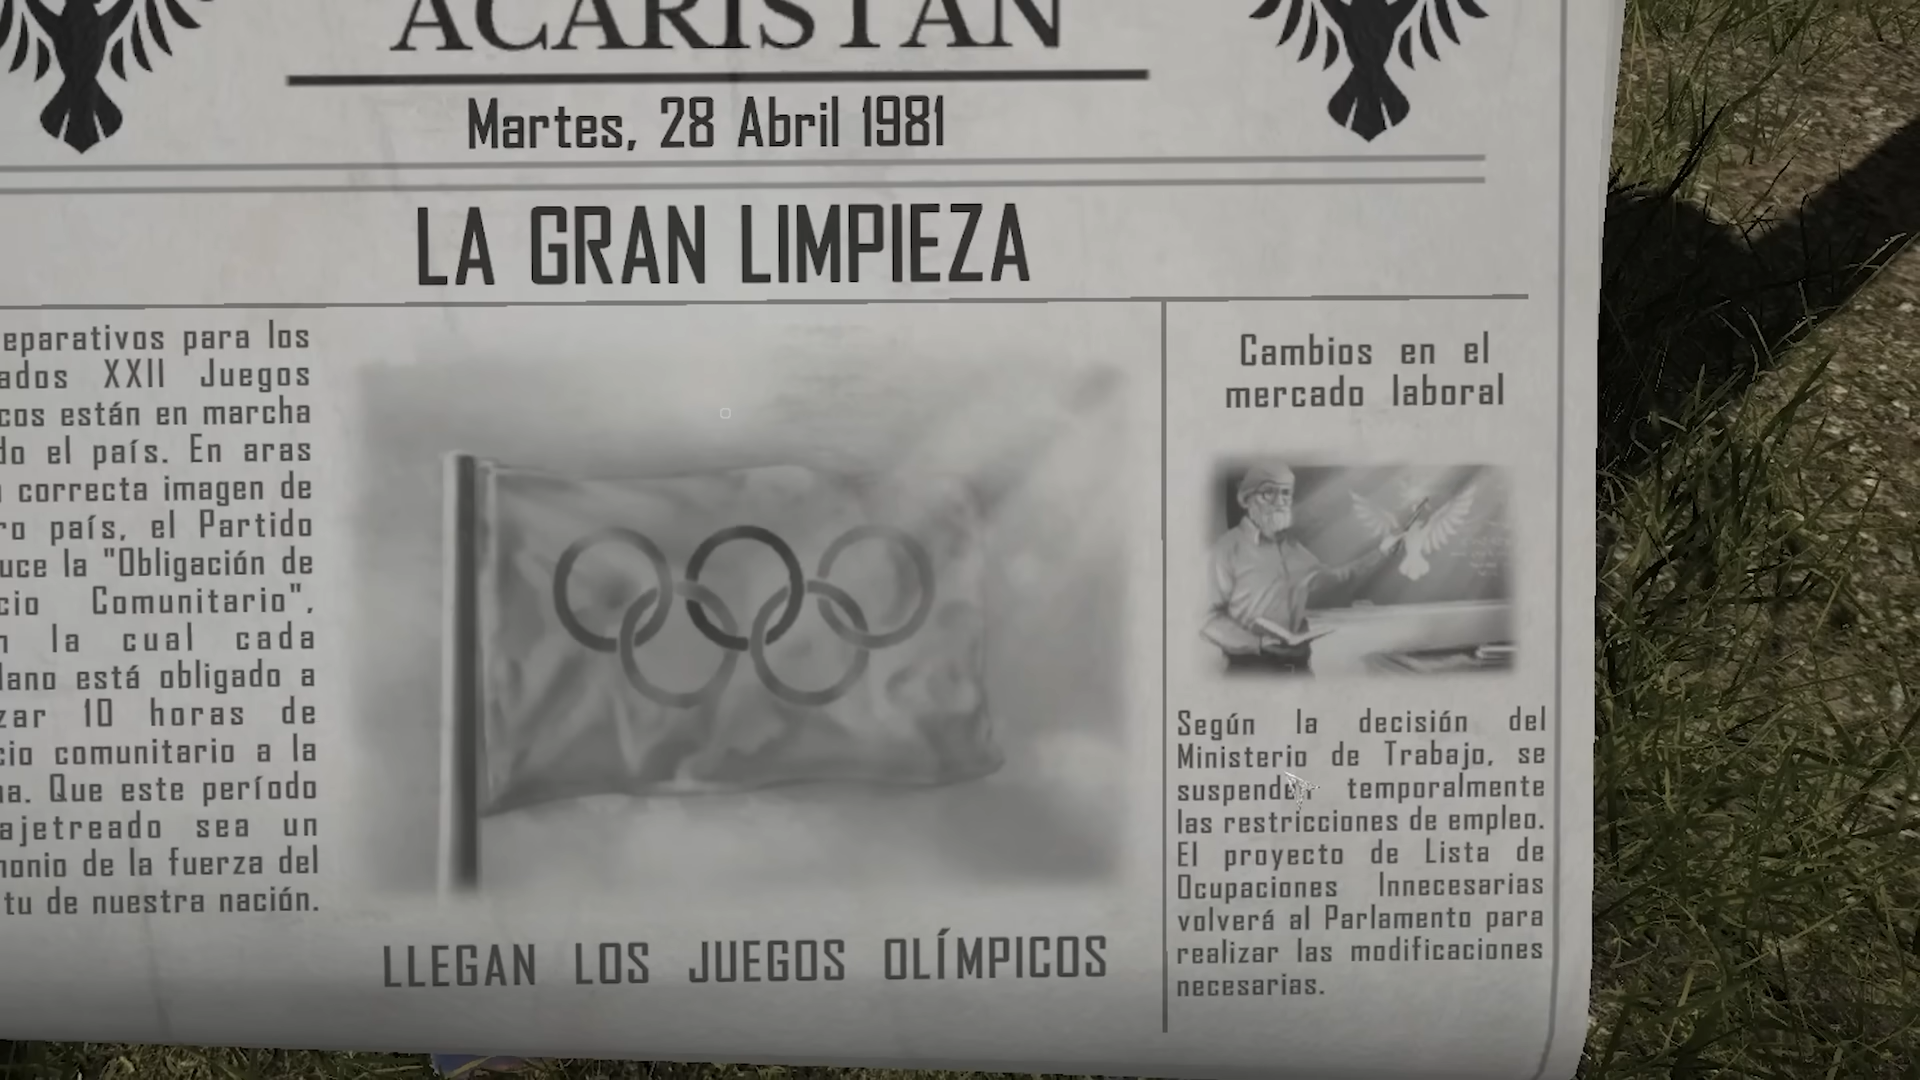 ACARISTAN
Martes, 28 Abril 1981
LA GRAN LIMPIEZA
eparativos para los
ados XXII Juegos
cos están en marcha
do el país. En aras
correcta imagen de
ro país, el Partido
uce la "Obligación de
cio Comunitario",
la cual cada
lano está obligado a
zar 10 horas de
cio comunitario a la
na. Que este período
ajetreado sea un
monio de la fuerza del
tu de nuestra nación.
LLEGAN LOS JUEGOS OLÍMPICOS
Cambios en el
mercado laboral
Según la decisión del
Ministerio de Trabajo, se
suspenden temporalmente
las restricciones de empleo.
El proyecto de Lista de
Ocupaciones Innecesarias
volverá al Parlamento para
realizar las modificaciones
necesarias.